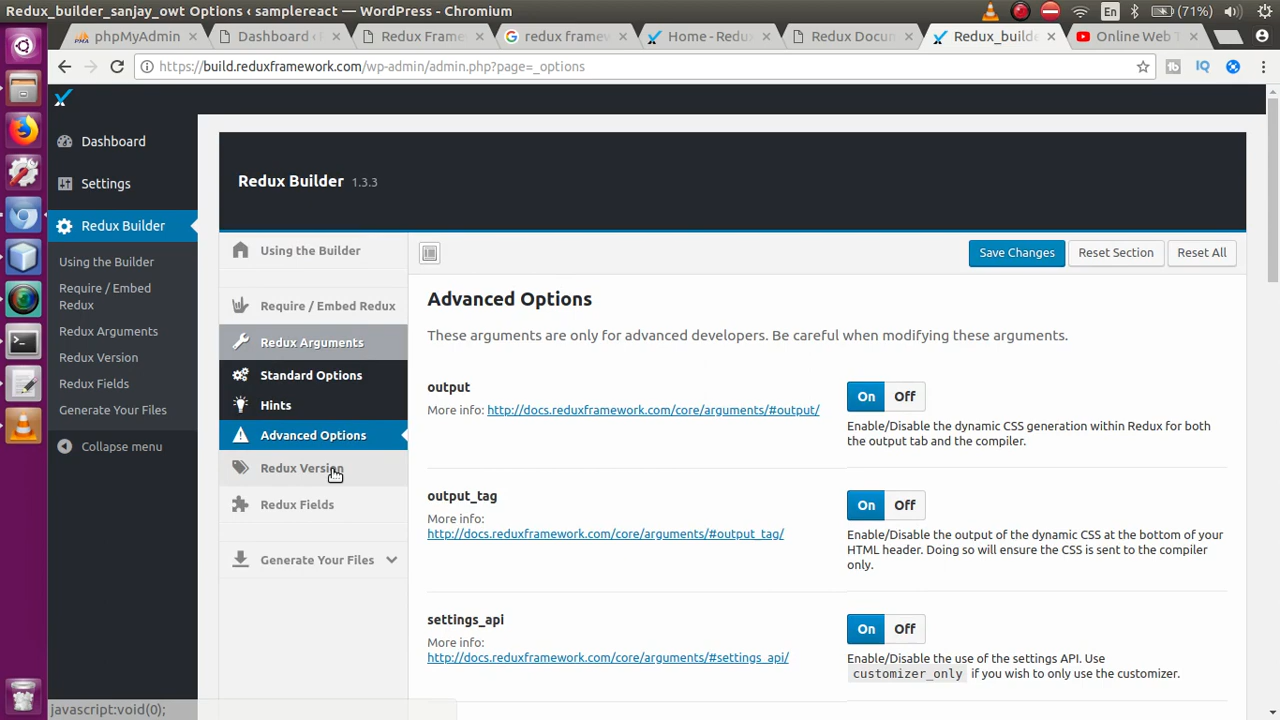 Redux_builder_sanjay_owt Options ‹ samplereact — WordPress - Chromium
En
(71%)
phpMyAdmin
Dashboard ‹
Redux Frame
redux framew
Home - Redu
Redux Docum
Redux_builde
Online Web T
https://build.reduxframework.com/wp-admin/admin.php?page=_options
IQ
Dashboard
Settings
Redux Builder
Using the Builder
Require / Embed
Redux
Redux Arguments
Redux Version
Redux Fields
Generate Your Files
Collapse menu
Redux Builder 1.3.3
Using the Builder
Require / Embed Redux
Redux Arguments
Standard Options
Hints
Advanced Options
Redux Version
Redux Fields
Generate Your Files
Save Changes
Reset Section
Reset All
Advanced Options
These arguments are only for advanced developers. Be careful when modifying these arguments.
output
More info: http://docs.reduxframework.com/core/arguments/#output/
On Off
Enable/Disable the dynamic CSS generation within Redux for both
the output tab and the compiler.
output_tag
More info:
http://docs.reduxframework.com/core/arguments/#output_tag/
On Off
Enable/Disable the output of the dynamic CSS at the bottom of your
HTML header. Doing so will ensure the CSS is sent to the compiler
only.
settings_api
More info:
http://docs.reduxframework.com/core/arguments/#settings_api/
On Off
Enable/Disable the use of the settings API. Use
customizer_only if you wish to only use the customizer.
javascript:void(0);